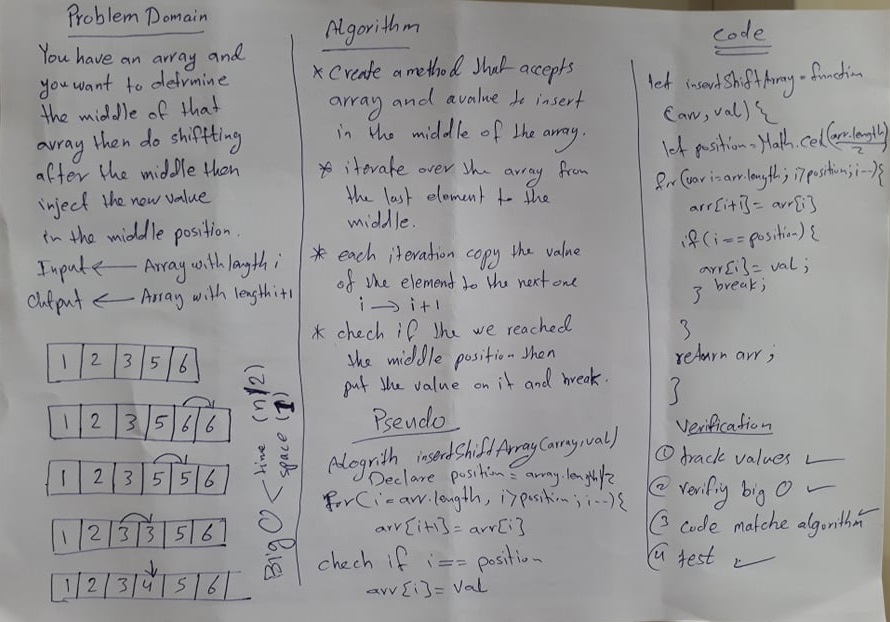 Problem Domain
You have an array and
you want to detrmine
the middle of that
array then do shiftting
after the middle then
inject the new value
in the middle position.
Input ← Array with length i
Output ← Array with length i+1
1 2 3 5 6
1 2 3 5 6 6
1 2 3 5 5 6
1 2 3 3 5 6
1 2 3 4 5 6
Big O < time (n/2)
space (1)
Algorithm
* Create a method that accepts
array and a value to insert
in the middle of the array.
* iterate over the array from
the last element to the
middle.
* each iteration copy the value
of the element to the next one
i → i+1
* chech if the we reached
the middle position then
put the value on it and break.
Pseudo
Alogrith insertShiftArray(array,val)
Declare position = array.length/2
for(i=arr.length, i>position; i--){
arr[i+1] = arr[i]
chech if i == position
arr[i] = val
Code
let insertShiftArray = function
(arr, val) {
let position = Math.ceil(arr.length/2)
for(var i=arr.length; i>position; i--){
arr[i+1] = arr[i]
if(i == position) {
arr[i] = val;
} break;
}
return arr;
}
Verification
① track values ✓
② verifiy big O ✓
③ code matche algorithm ✓
④ test ✓